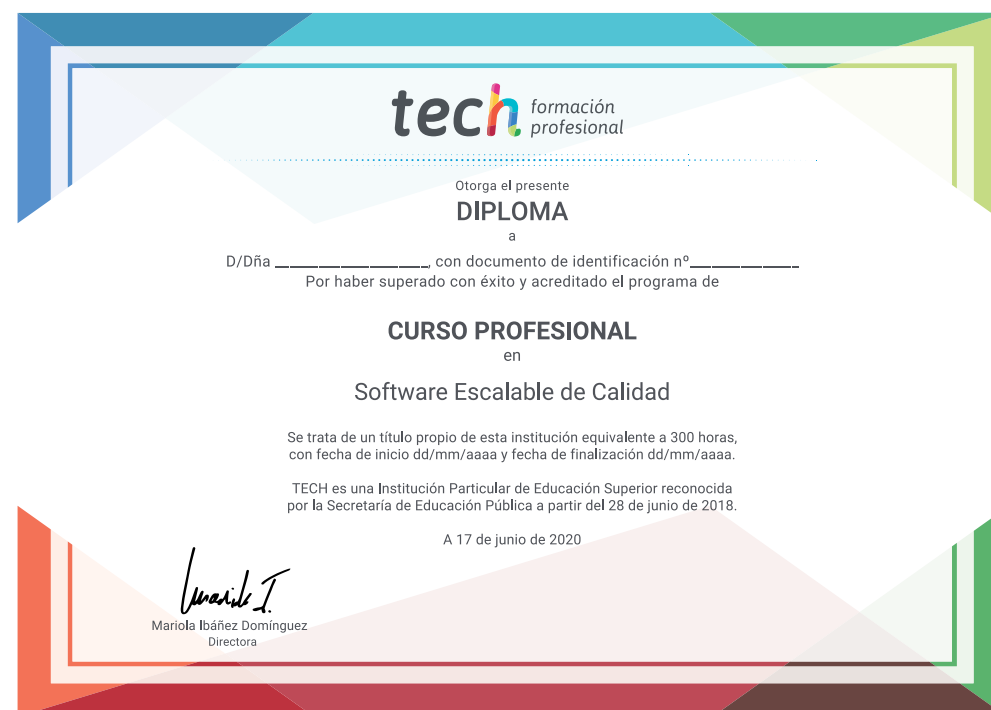 tech formación
profesional
Otorga el presente
DIPLOMA
a
D/Dña _____________________, con documento de identificación nº_______________
Por haber superado con éxito y acreditado el programa de
CURSO PROFESIONAL
en
Software Escalable de Calidad
Se trata de un título propio de esta institución equivalente a 300 horas,
con fecha de inicio dd/mm/aaaa y fecha de finalización dd/mm/aaaa.
TECH es una Institución Particular de Educación Superior reconocida
por la Secretaría de Educación Pública a partir del 28 de junio de 2018.
A 17 de junio de 2020
Mariola Ibáñez Domínguez
Directora